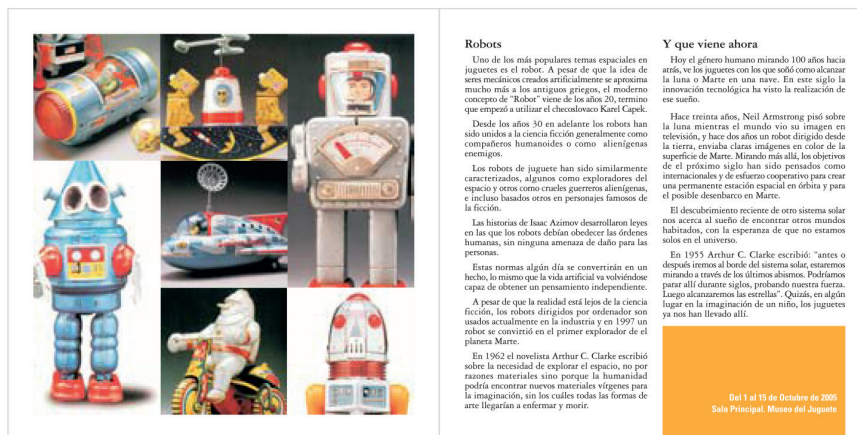 Robots
Uno de los más populares temas espaciales en
juguetes es el robot. A pesar de que la idea de
seres mecánicos creados artificialmente se aproxima
mucho más a los antiguos griegos, el moderno
concepto de "Robot" viene de los años 20, termino
que empezó a utilizar el checoslovaco Karel Capek.
Desde los años 30 en adelante los robots han
sido unidos a la ciencia ficción generalmente como
compañeros humanoides o como alienígenas
enemigos.
Los robots de juguete han sido similarmente
caracterizados, algunos como exploradores del
espacio y otros como crueles guerreros alienígenas,
e incluso basados otros en personajes famosos de
la ficción.
Las historias de Isaac Azimov desarrollaron leyes
en las que los robots debían obedecer las órdenes
humanas, sin ninguna amenaza de daño para las
personas.
Estas normas algún día se convertirán en un
hecho, lo mismo que la vida artificial va volviéndose
capaz de obtener un pensamiento independiente.
A pesar de que la realidad está lejos de la ciencia
ficción, los robots dirigidos por ordenador son
usados actualmente en la industria y en 1997 un
robot se convirtió en el primer explorador de el
planeta Marte.
En 1962 el novelista Arthur C. Clarke escribió
sobre la necesidad de explorar el espacio, no por
razones materiales sino porque la humanidad
podría encontrar nuevos materiales vírgenes para
la imaginación, sin los cuáles todas las formas de
arte llegarían a enfermar y morir.
Y que viene ahora
Hoy el género humano mirando 100 años hacia
atrás, ve los juguetes con los que soñó como alcanzar
la luna o Marte en una nave. En este siglo la
innovación tecnológica ha visto la realización de
ese sueño.
Hace treinta años, Neil Armstrong pisó sobre
la luna mientras el mundo vio su imagen en
televisión, y hace dos años un robot dirigido desde
la tierra, enviaba claras imágenes en color de la
superficie de Marte. Mirando más allá, los objetivos
de el próximo siglo han sido pensados como
internacionales y de esfuerzo cooperativo para crear
una permanente estación espacial en órbita y para
el posible desembarco en Marte.
El descubrimiento reciente de otro sistema solar
nos acerca al sueño de encontrar otros mundos
habitados, con la esperanza de que no estamos
solos en el universo.
En 1955 Arthur C. Clarke escribió: "antes o
después iremos al borde del sistema solar, estaremos
mirando a través de los últimos abismos. Podríamos
parar allí durante siglos, probando nuestra fuerza.
Luego alcanzaremos las estrellas". Quizás, en algún
lugar en la imaginación de un niño, los juguetes
ya nos han llevado allí.
Del 1 al 15 de Octubre de 2005
Sala Principal. Museo del Juguete